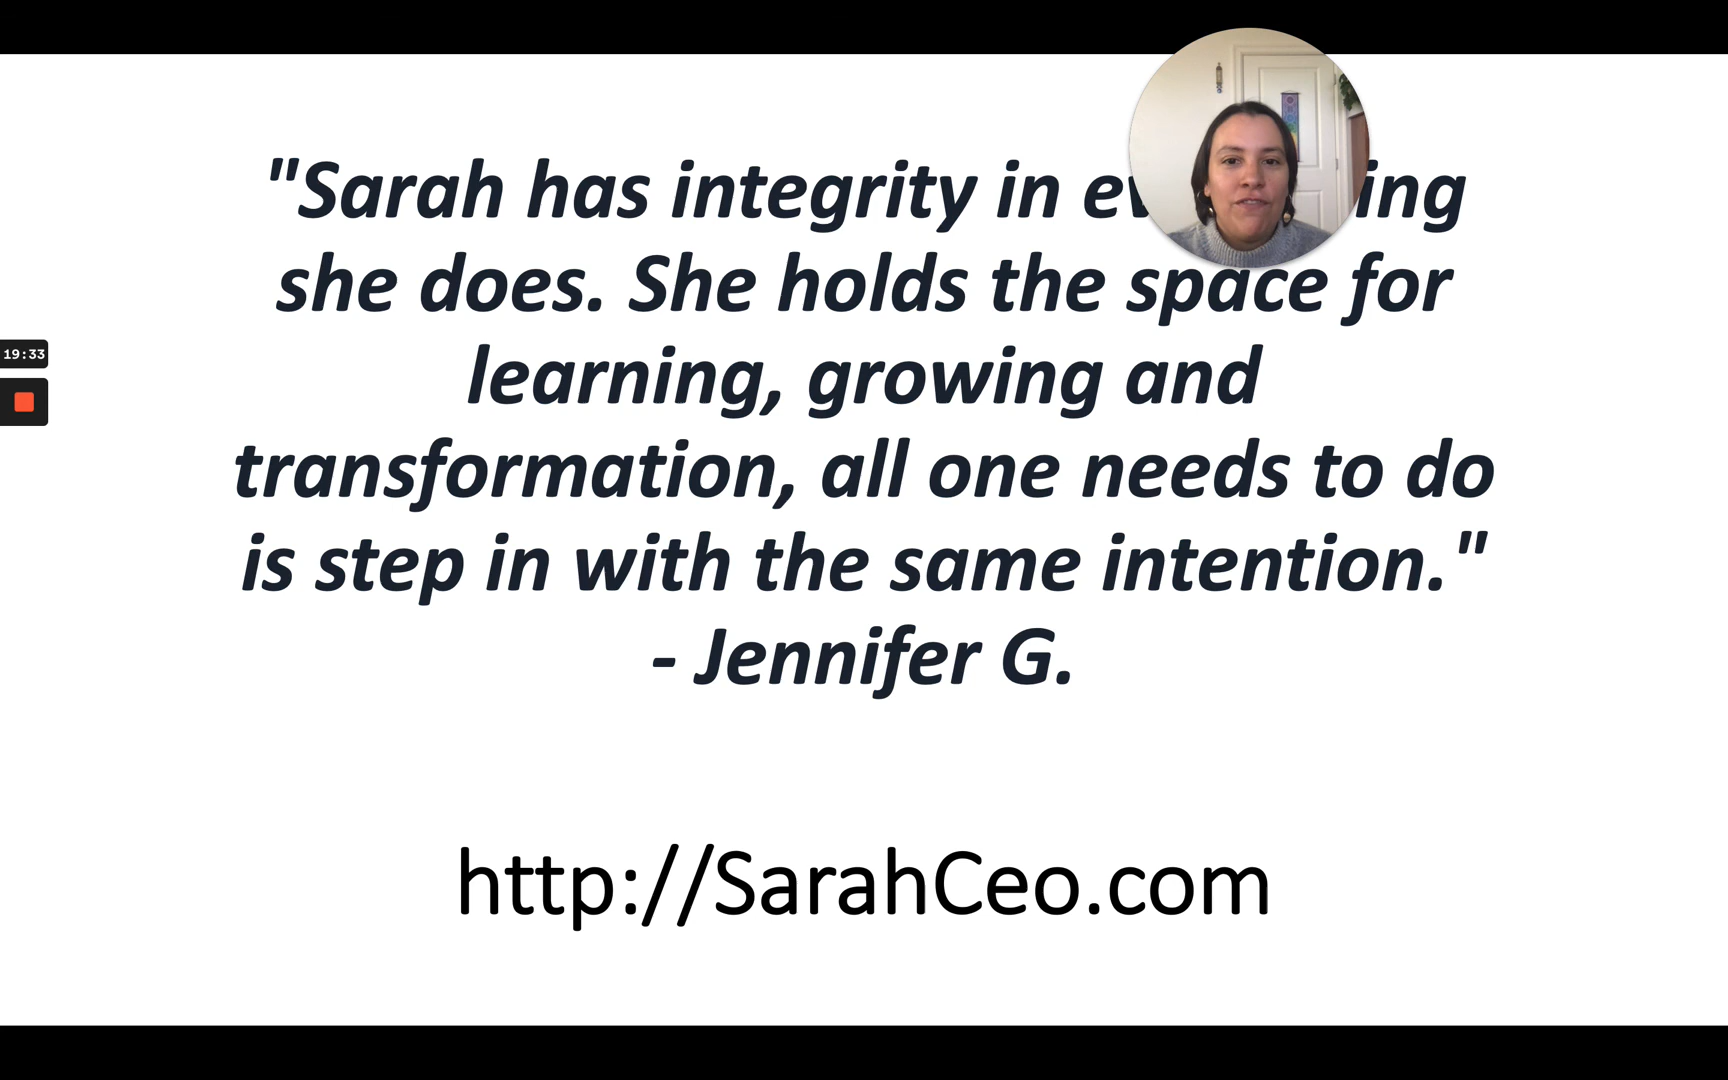 "Sarah has integrity in ing
she does. She holds the space for
learning, growing and
transformation, all one needs to do
is step in with the same intention."
- Jennifer G.
http://SarahCeo.com
19:33